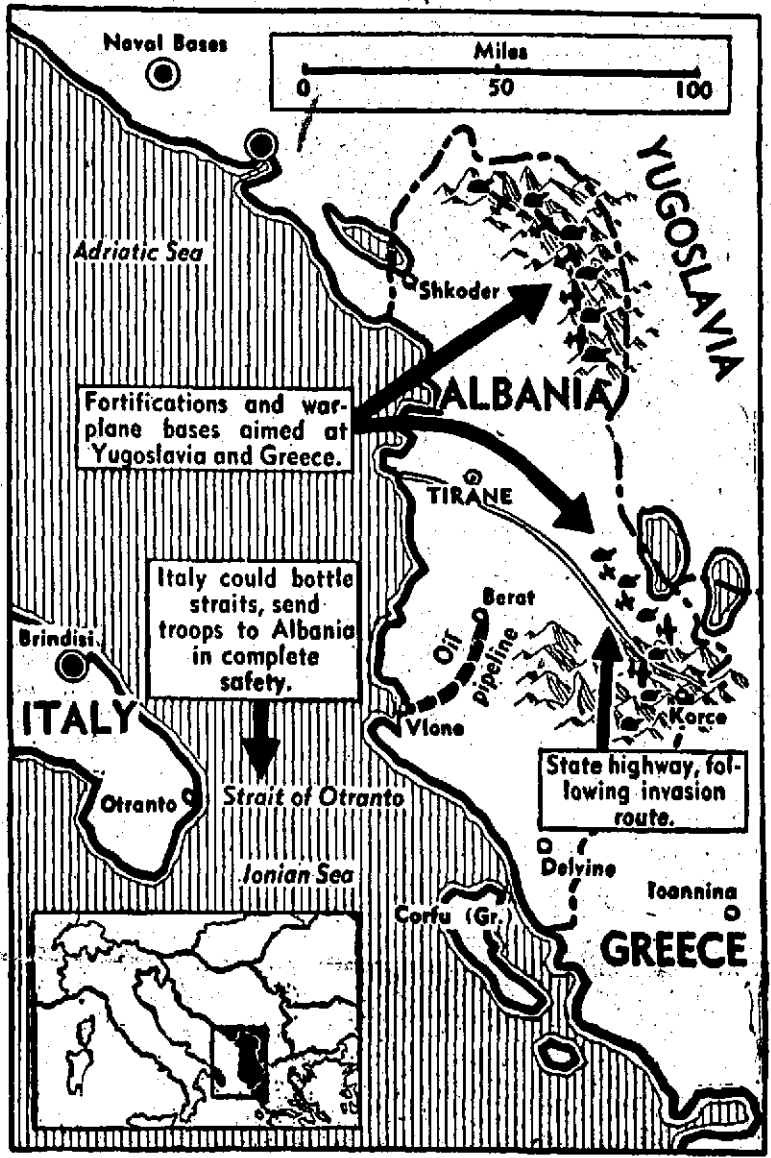 Naval Bases
Miles
0 50 100
YUGOSLAVIA
Adriatic Sea
Shkoder
ALBANIA
Fortifications and war-
plane bases aimed at
Yugoslavia and Greece.
TIRANE
Italy could bottle
straits, send
troops to Albania
in complete
safety.
Berat
Oil
pipeline
Brindisi
ITALY
Vlone
Korce
State highway, fol-
lowing invasion
route.
Otranto
Strait of Otranto
Delvine
Ionian Sea
Ioannina
Corfu (Gr.)
GREECE